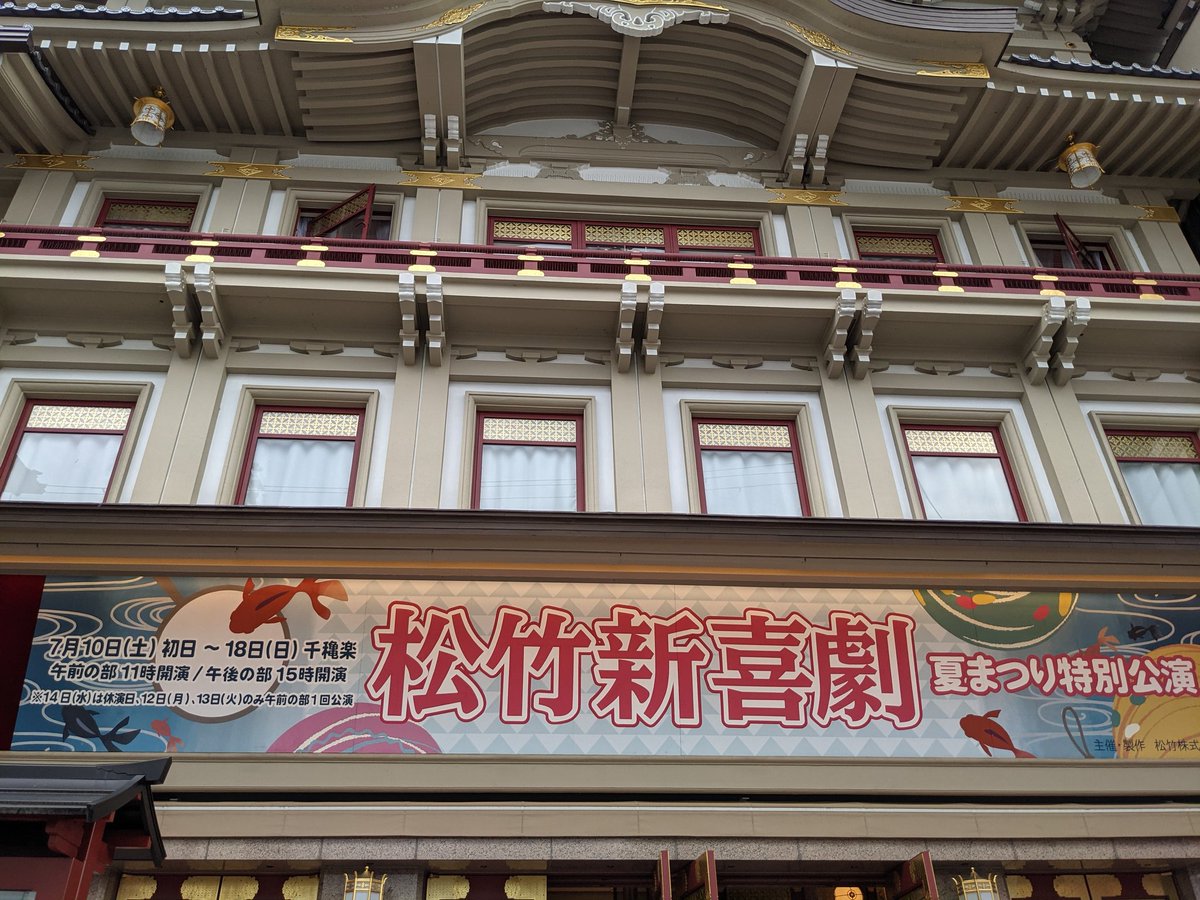 7月10日(土) 初日 ～ 18日(日) 千穐楽
午前の部 11時開演 / 午後の部 15時開演
※14日(水)は休演日、12日(月)、13日(火)のみ午前の部1回公演
松竹新喜劇
夏まつり特別公演
主催・製作 松竹株式